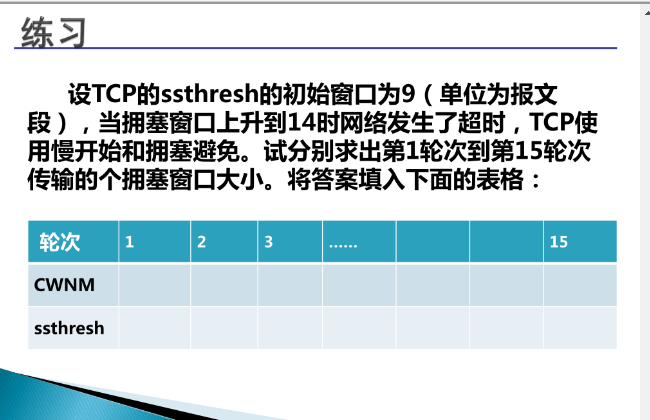 练习
设TCP的ssthresh的初始窗口为9（单位为报文
段），当拥塞窗口上升到14时网络发生了超时，TCP使
用慢开始和拥塞避免。试分别求出第1轮次到第15轮次
传输的个拥塞窗口大小。将答案填入下面的表格：
轮次 1 2 3 ...... 15
CWNM
ssthresh